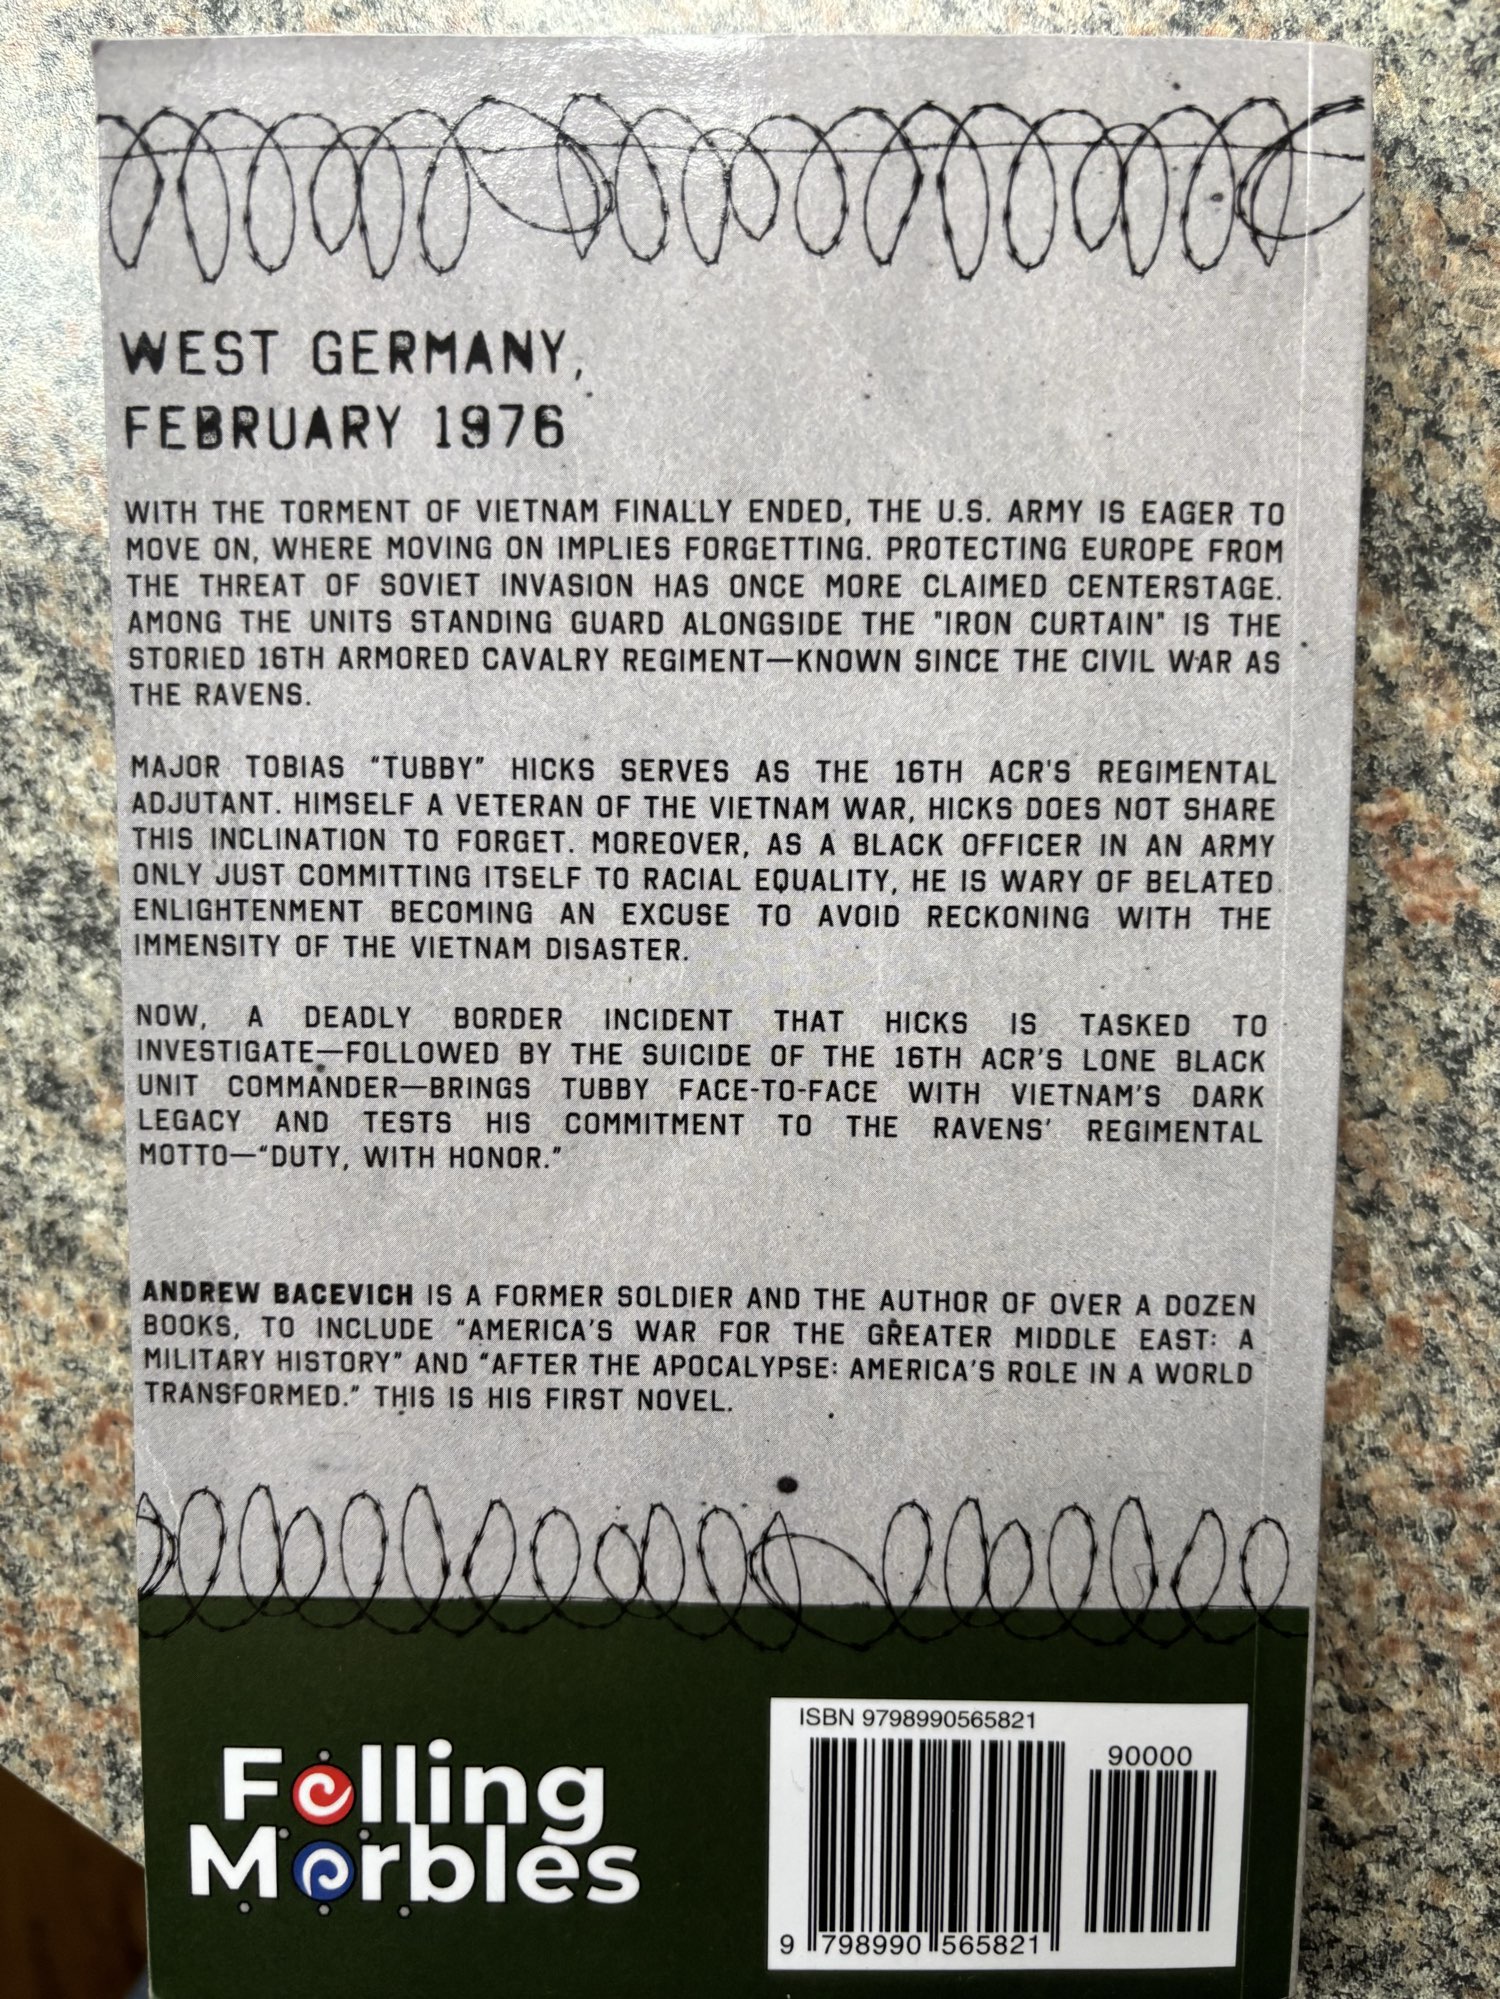 WEST GERMANY,
FEBRUARY 1976
WITH THE TORMENT OF VIETNAM FINALLY ENDED, THE U.S. ARMY IS EAGER TO
MOVE ON, WHERE MOVING ON IMPLIES FORGETTING. PROTECTING EUROPE FROM
THE THREAT OF SOVIET INVASION HAS ONCE MORE CLAIMED CENTERSTAGE.
AMONG THE UNITS STANDING GUARD ALONGSIDE THE "IRON CURTAIN" IS THE
STORIED 16TH ARMORED CAVALRY REGIMENT—KNOWN SINCE THE CIVIL WAR AS
THE RAVENS.
MAJOR TOBIAS “TUBBY” HICKS SERVES AS THE 16TH ACR'S REGIMENTAL
ADJUTANT. HIMSELF A VETERAN OF THE VIETNAM WAR, HICKS DOES NOT SHARE
THIS INCLINATION TO FORGET. MOREOVER, AS A BLACK OFFICER IN AN ARMY
ONLY JUST COMMITTING ITSELF TO RACIAL EQUALITY, HE IS WARY OF BELATED
ENLIGHTENMENT BECOMING AN EXCUSE TO AVOID RECKONING WITH THE
IMMENSITY OF THE VIETNAM DISASTER.
NOW, A DEADLY BORDER INCIDENT THAT HICKS IS TASKED TO
INVESTIGATE—FOLLOWED BY THE SUICIDE OF THE 16TH ACR'S LONE BLACK
UNIT COMMANDER—BRINGS TUBBY FACE-TO-FACE WITH VIETNAM'S DARK
LEGACY AND TESTS HIS COMMITMENT TO THE RAVENS’ REGIMENTAL
MOTTO—“DUTY, WITH HONOR.”
ANDREW BACEVICH IS A FORMER SOLDIER AND THE AUTHOR OF OVER A DOZEN
BOOKS, TO INCLUDE “AMERICA’S WAR FOR THE GREATER MIDDLE EAST: A
MILITARY HISTORY” AND “AFTER THE APOCALYPSE: AMERICA’S ROLE IN A WORLD
TRANSFORMED.” THIS IS HIS FIRST NOVEL.
Falling
Marbles
ISBN 9798990565821
90000
9 798990 565821